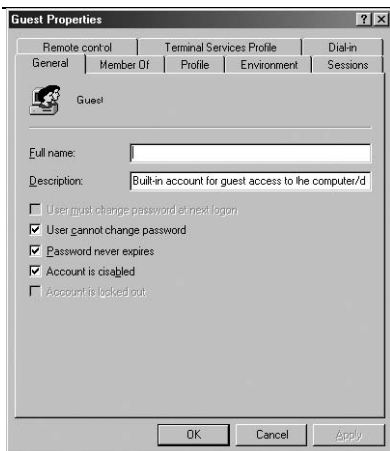 Guest Properties
Remote control Terminal Services Profile Dial-in
General Member Of Profile Environment Sessions
Guest
Full name:
Description: Built-in account for guest access to the computer/d
User must change password at next logon
User cannot change password
Password never expires
Account is disabled
Account is locked out
OK Cancel Apply